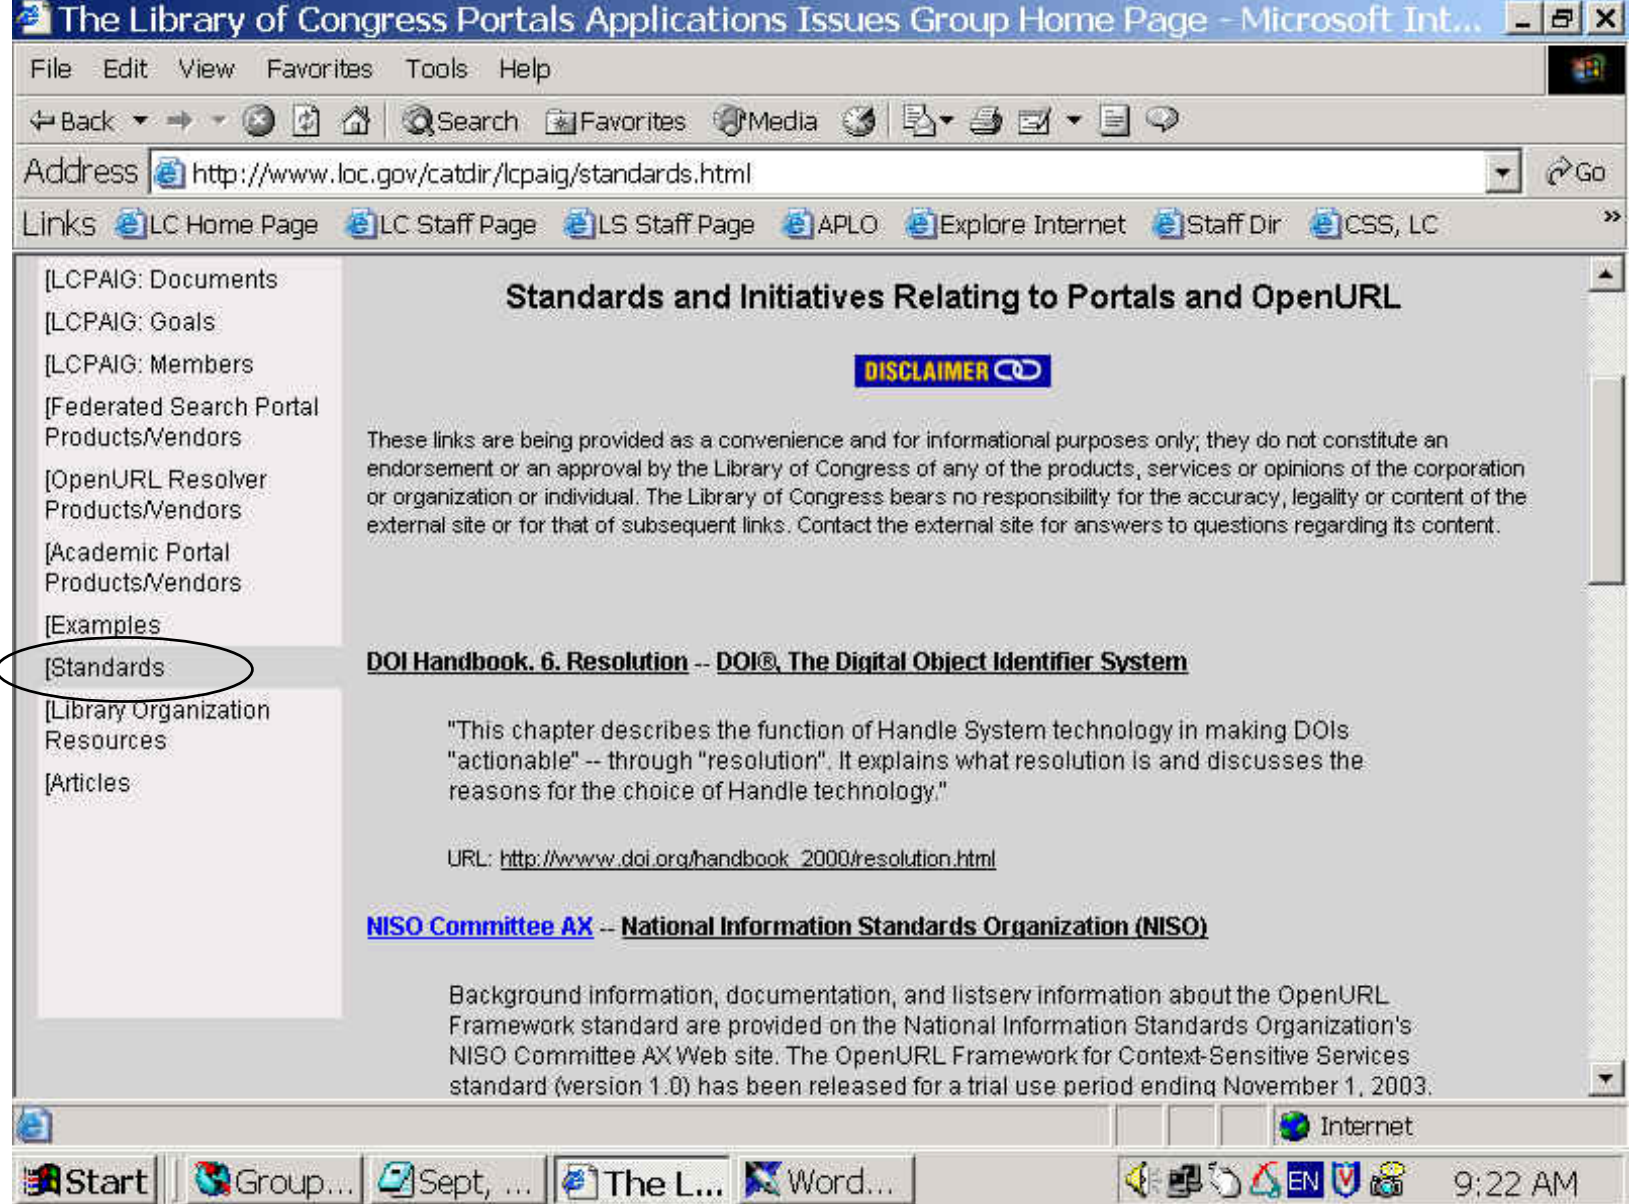 The Library of Congress Portals Applications Issues Group Home Page - Microsoft Int...
File Edit View Favorites Tools Help
Back Search Favorites Media
Address http://www.loc.gov/catdir/lcpaig/standards.html Go
Links LC Home Page LC Staff Page LS Staff Page APLO Explore Internet Staff Dir CSS, LC »
[LCPAIG: Documents
[LCPAIG: Goals
[LCPAIG: Members
[Federated Search Portal
Products/Vendors
[OpenURL Resolver
Products/Vendors
[Academic Portal
Products/Vendors
[Examples
[Standards
[Library Organization
Resources
[Articles
Standards and Initiatives Relating to Portals and OpenURL
DISCLAIMER
These links are being provided as a convenience and for informational purposes only; they do not constitute an
endorsement or an approval by the Library of Congress of any of the products, services or opinions of the corporation
or organization or individual. The Library of Congress bears no responsibility for the accuracy, legality or content of the
external site or for that of subsequent links. Contact the external site for answers to questions regarding its content.
DOI Handbook. 6. Resolution -- DOI®, The Digital Object Identifier System
"This chapter describes the function of Handle System technology in making DOIs
"actionable" -- through "resolution". It explains what resolution is and discusses the
reasons for the choice of Handle technology."
URL: http://www.doi.org/handbook_2000/resolution.html
NISO Committee AX -- National Information Standards Organization (NISO)
Background information, documentation, and listserv information about the OpenURL
Framework standard are provided on the National Information Standards Organization's
NISO Committee AX Web site. The OpenURL Framework for Context-Sensitive Services
standard (version 1.0) has been released for a trial use period ending November 1, 2003.
Internet
Start Group... Sept, ... The L... Word... EN 9:22 AM